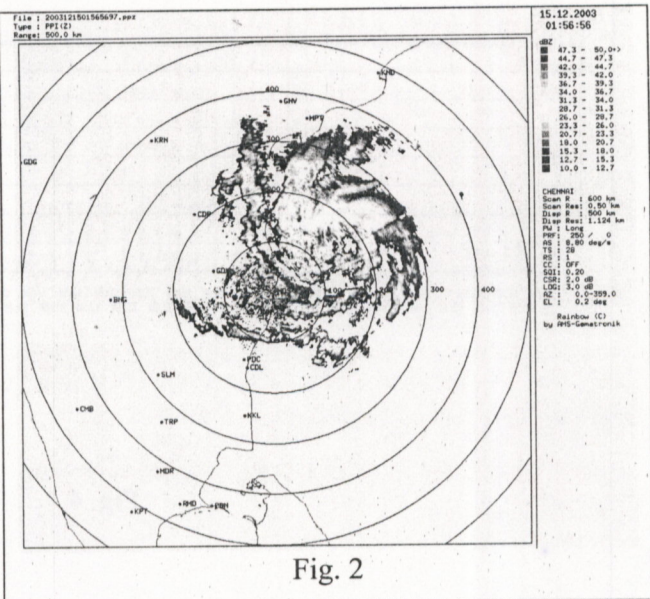 File : 2003121501565697.ppz
Type : PPI(Z)
Range: 500,0 km
15.12.2003
01:56:56
dBZ
47.3 - 50,0+>
44.7 - 47.3
42.0 - 44.7
39.3 - 42.0
36.7 - 39.3
34.0 - 36.7
31.3 - 34.0
28.7 - 31.3
26.0 - 28.7
23.3 - 26.0
20.7 - 23.3
18.0 - 20.7
15.3 - 18.0
12.7 - 15.3
10.0 - 12.7
CHENNAI
Scan R : 600 km
Scan Res: 0,50 km
Disp R : 500 km
Disp Res: 1,124 km
PW : Long
PRF: 250 / 0
AS : 8,80 deg/s
TS : 28
RS : 1
CC : OFF
SQI: 0,20
CSR: 2,0 dB
LOG: 3,0 dB
AZ : 0,0-359,0
EL : 0,2 deg
Rainbow (C)
by AMS-Gematronik
KND
400
GNV
MPT
KRN
300
GDG
CDP
100
300
400
BNG
PDC
CDL
SLM
CMB
TRP
KKL
MDR
RMD
KPT
Fig. 2